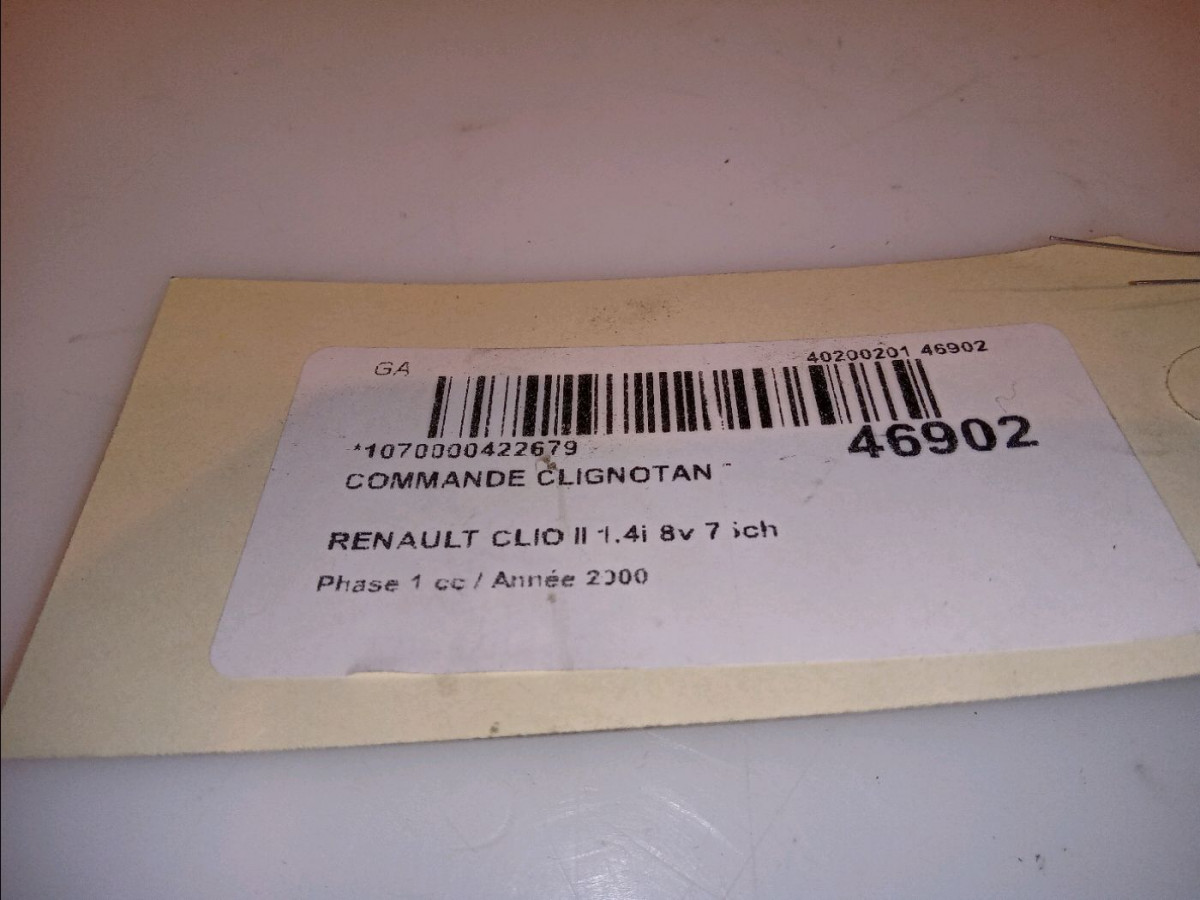 GA
40200201 46902
*1070000422679
46902
COMMANDE CLIGNOTAN
RENAULT CLIO II 1.4i 8v
Phase 1 cc / Année 2000